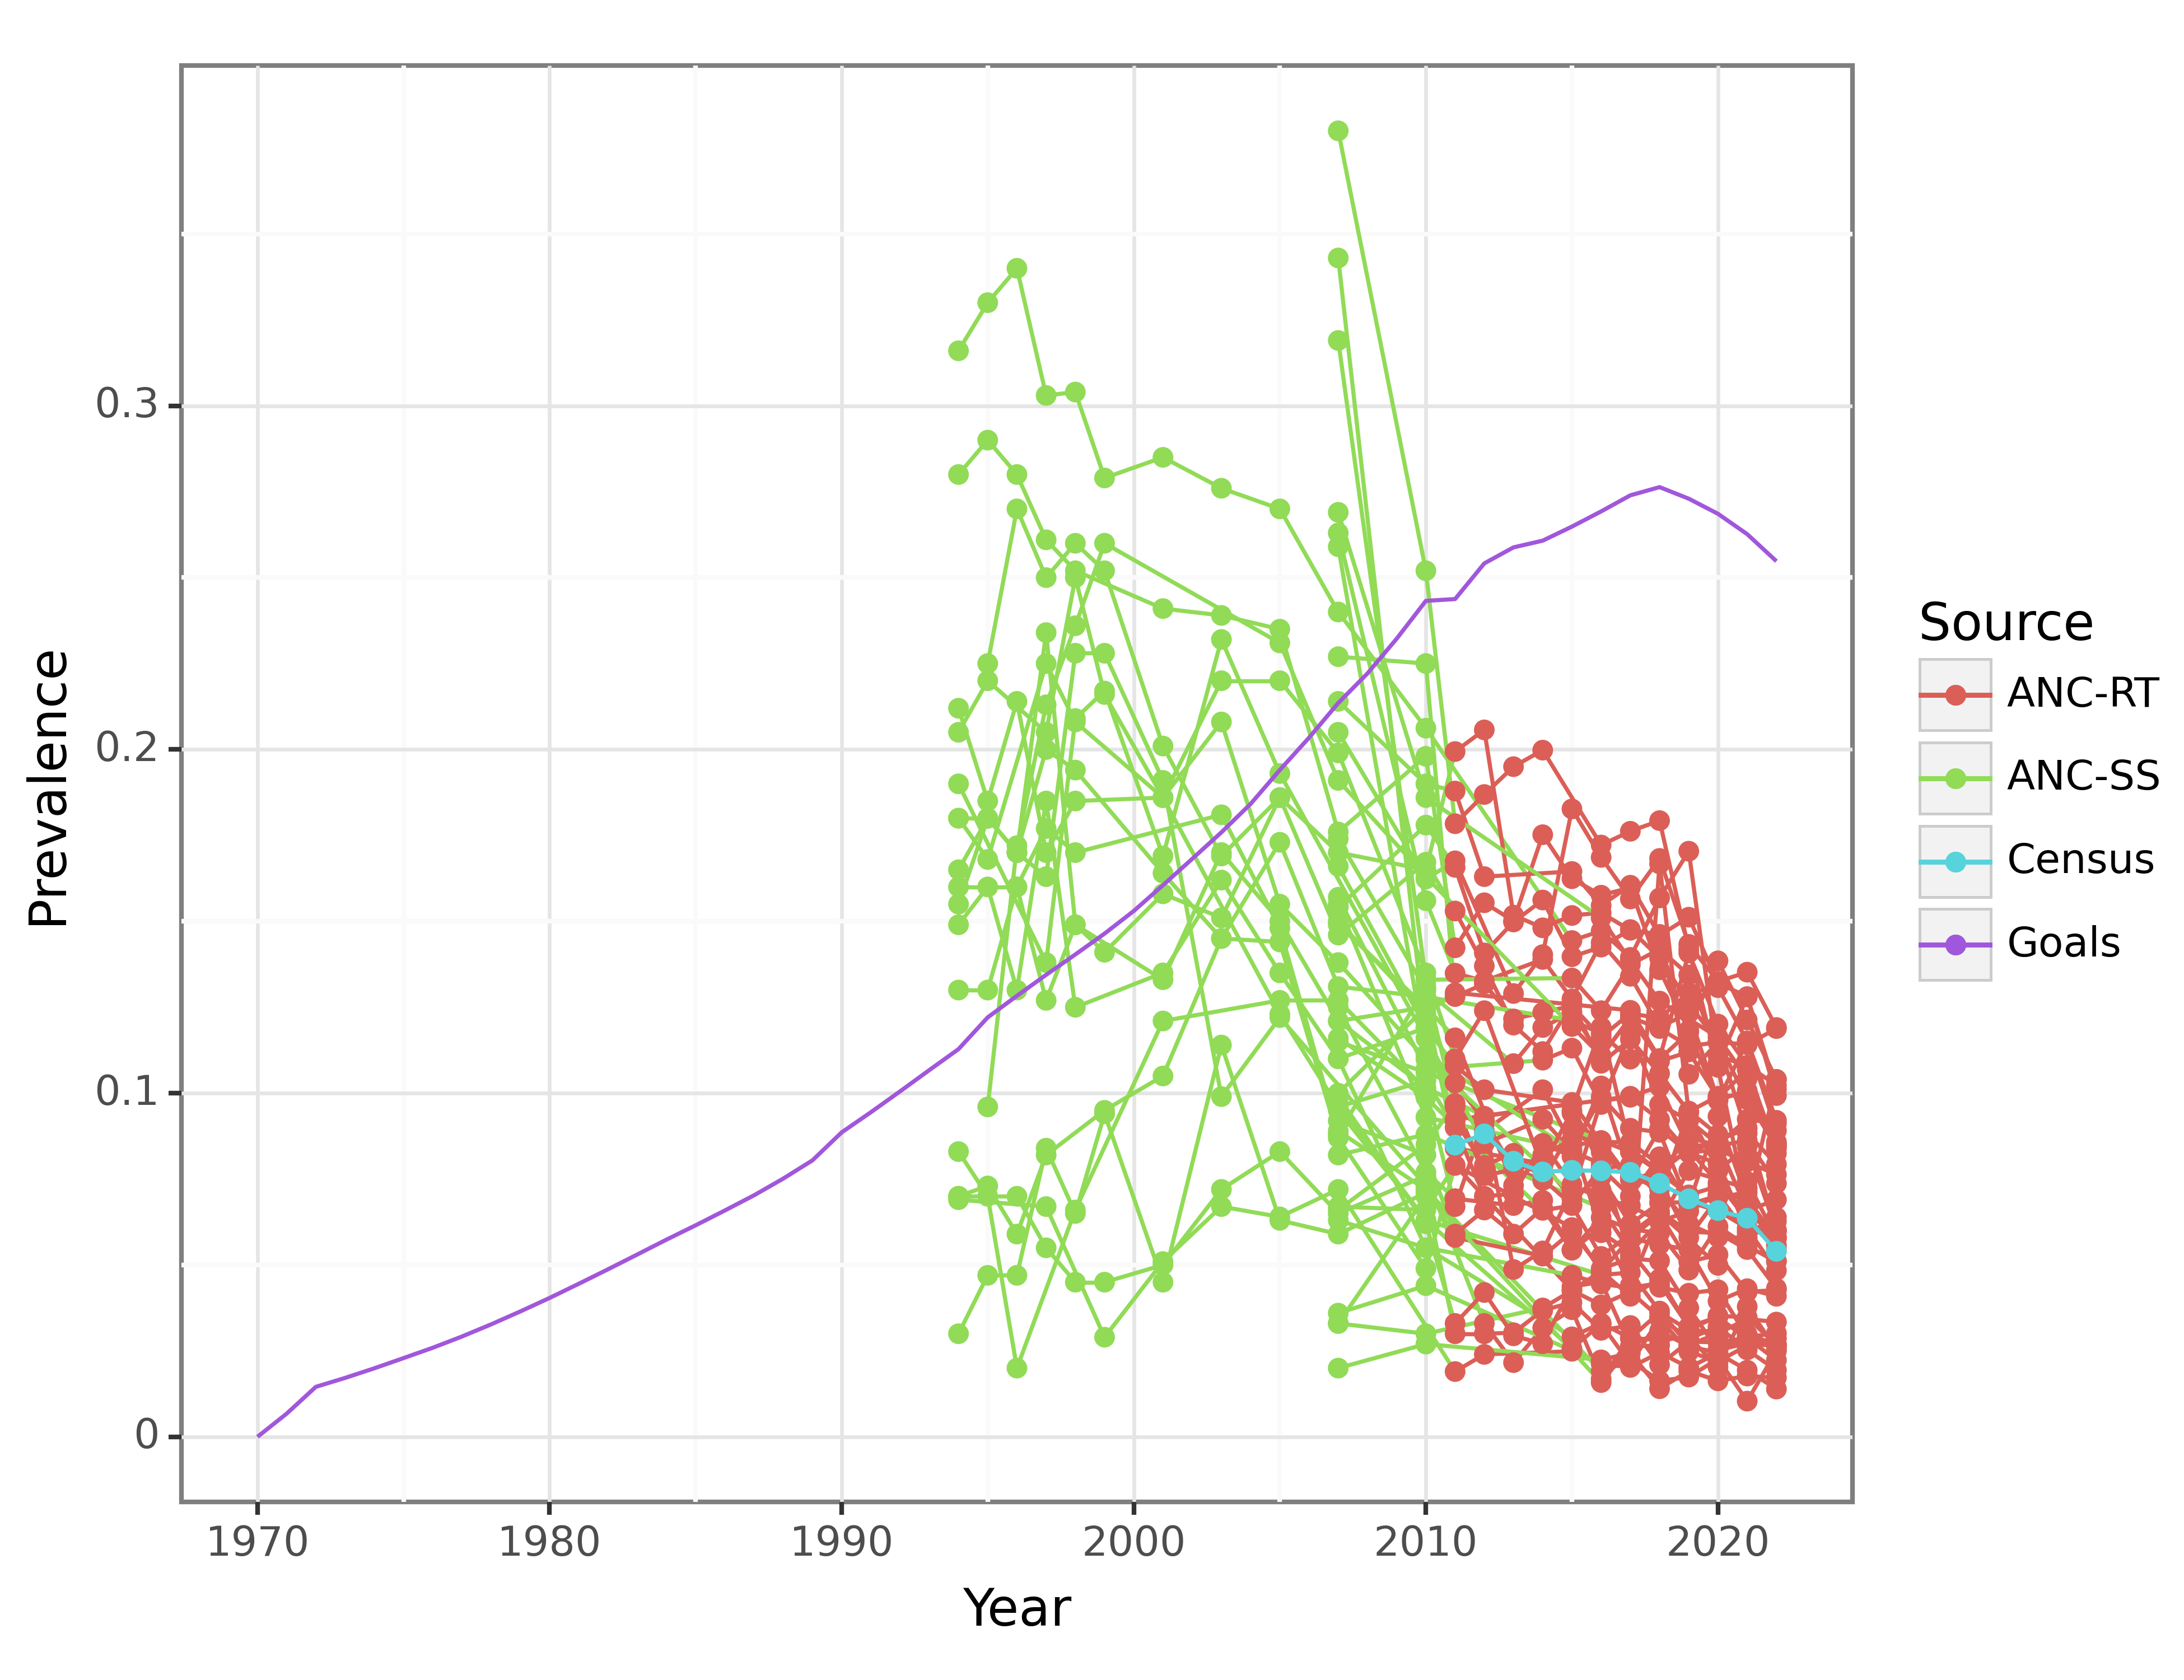 0.3
0.2
0.1
0
Prevalence
1970
1980
1990
2000
2010
2020
Year
Source
ANC-RT
ANC-SS
Census
Goals